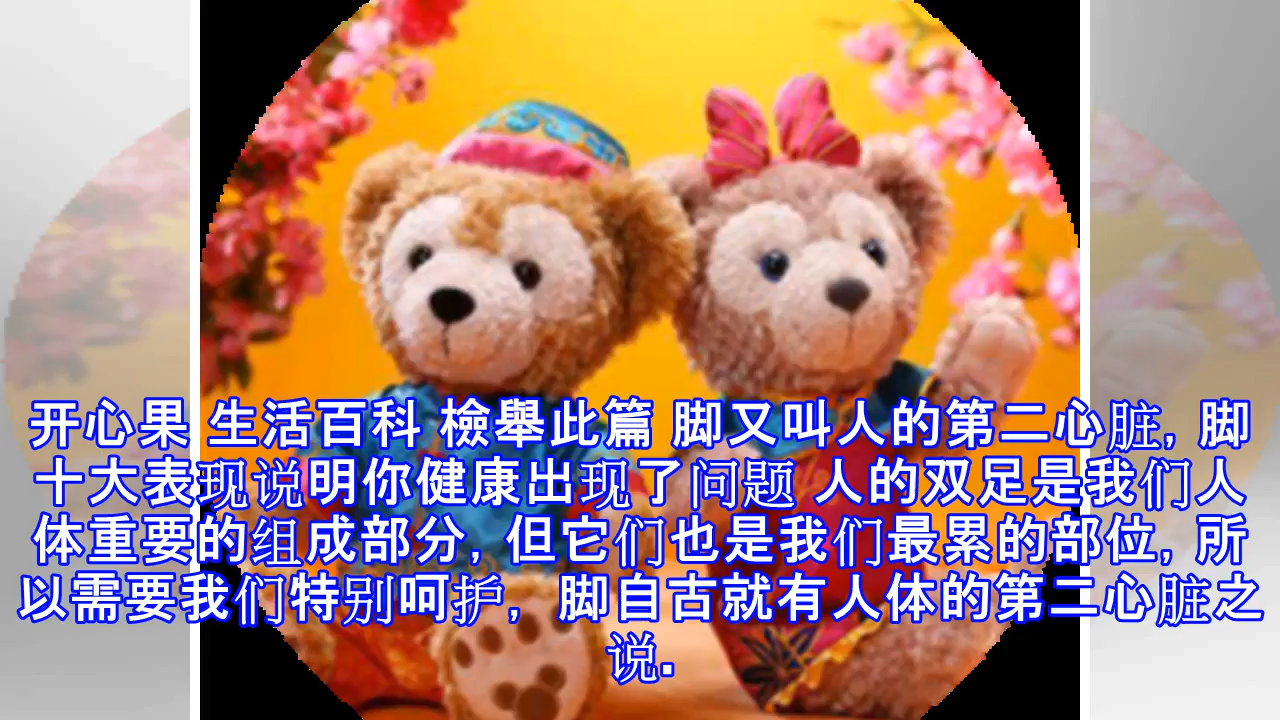 开心果 生活百科 檢舉此篇 脚又叫人的第二心脏, 脚
十大表现说明你健康出现了问题 人的双足是我们人
体重要的组成部分, 但它们也是我们最累的部位, 所
以需要我们特别呵护, 脚自古就有人体的第二心脏之
说.